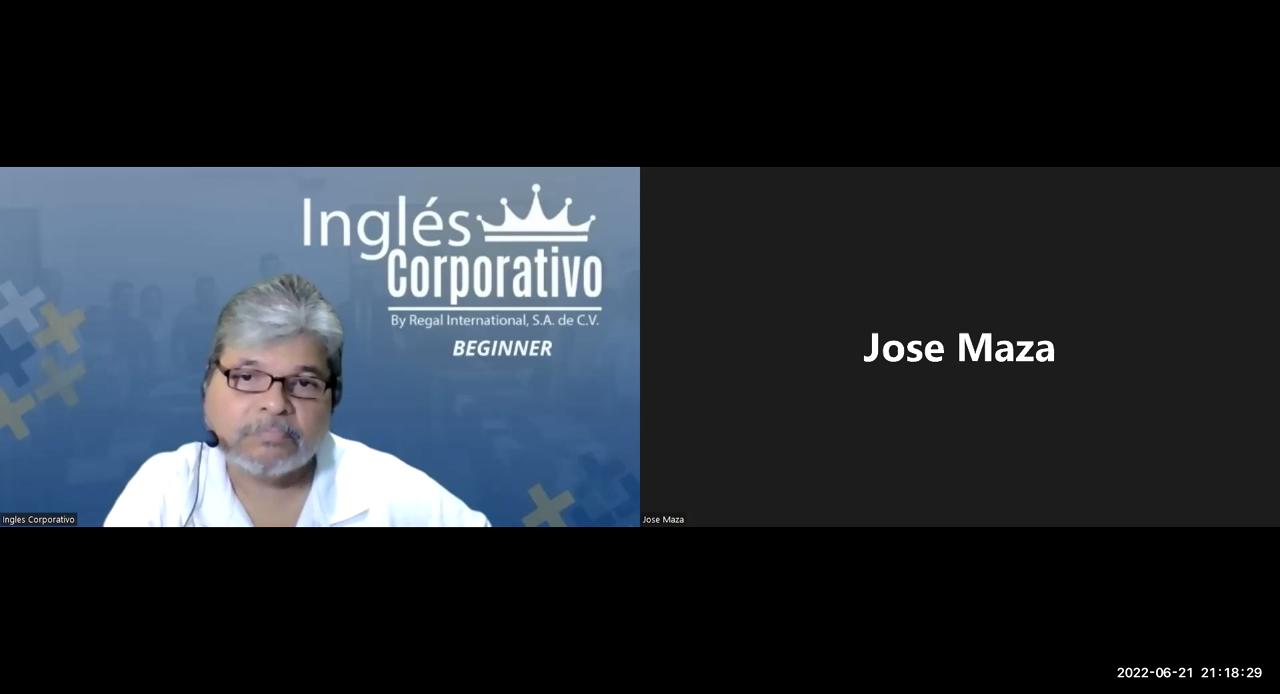 Inglés
Corporativo
By Regal International, S.A. de C.V.
BEGINNER
Ingles Corporativo
Jose Maza
Jose Maza
2022-06-21 21:18:29